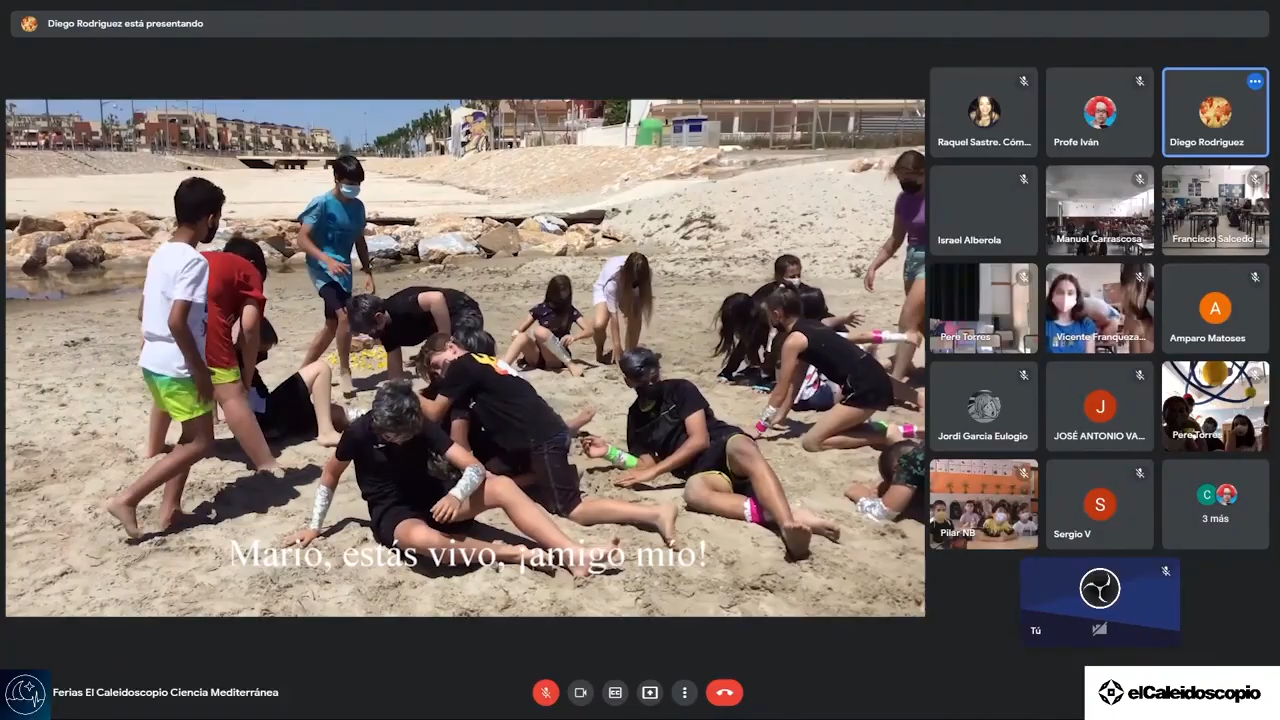 Diego Rodriguez está presentando
Raquel Sastre. Cóm...
Profe Iván
Diego Rodriguez
Israel Alberola
Manuel Carrascosa
Francisco Salcedo ...
Pere Torres
Vicente Franqueza...
A
Amparo Matoses
Jordi Garcia Eulogio
J
JOSÉ ANTONIO VA...
Pere Torres
Pilar NB
S
Sergio V
C
3 más
Mario, estás vivo, ¡amigo mío!
Tú
Ferias El Caleidoscopio Ciencia Mediterránea
elCaleidoscopio